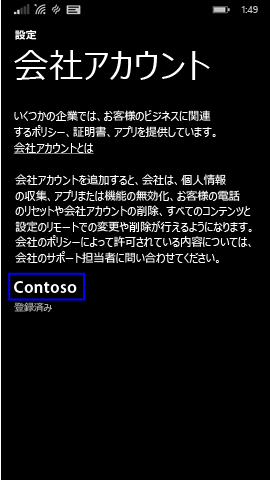 1:49
設定
会社アカウント
いくつかの企業では、お客様のビジネスに関連
するポリシー、証明書、アプリを提供しています。
会社アカウントとは
会社アカウントを追加すると、会社は、個人情報
の収集、アプリまたは機能の無効化、お客様の電話
のリセットや会社アカウントの削除、すべてのコンテンツと
設定のリモートでの変更や削除が行えるようになります。
会社のポリシーによって許可されている内容については、
会社のサポート担当者に問い合わせてください。
Contoso
登録済み